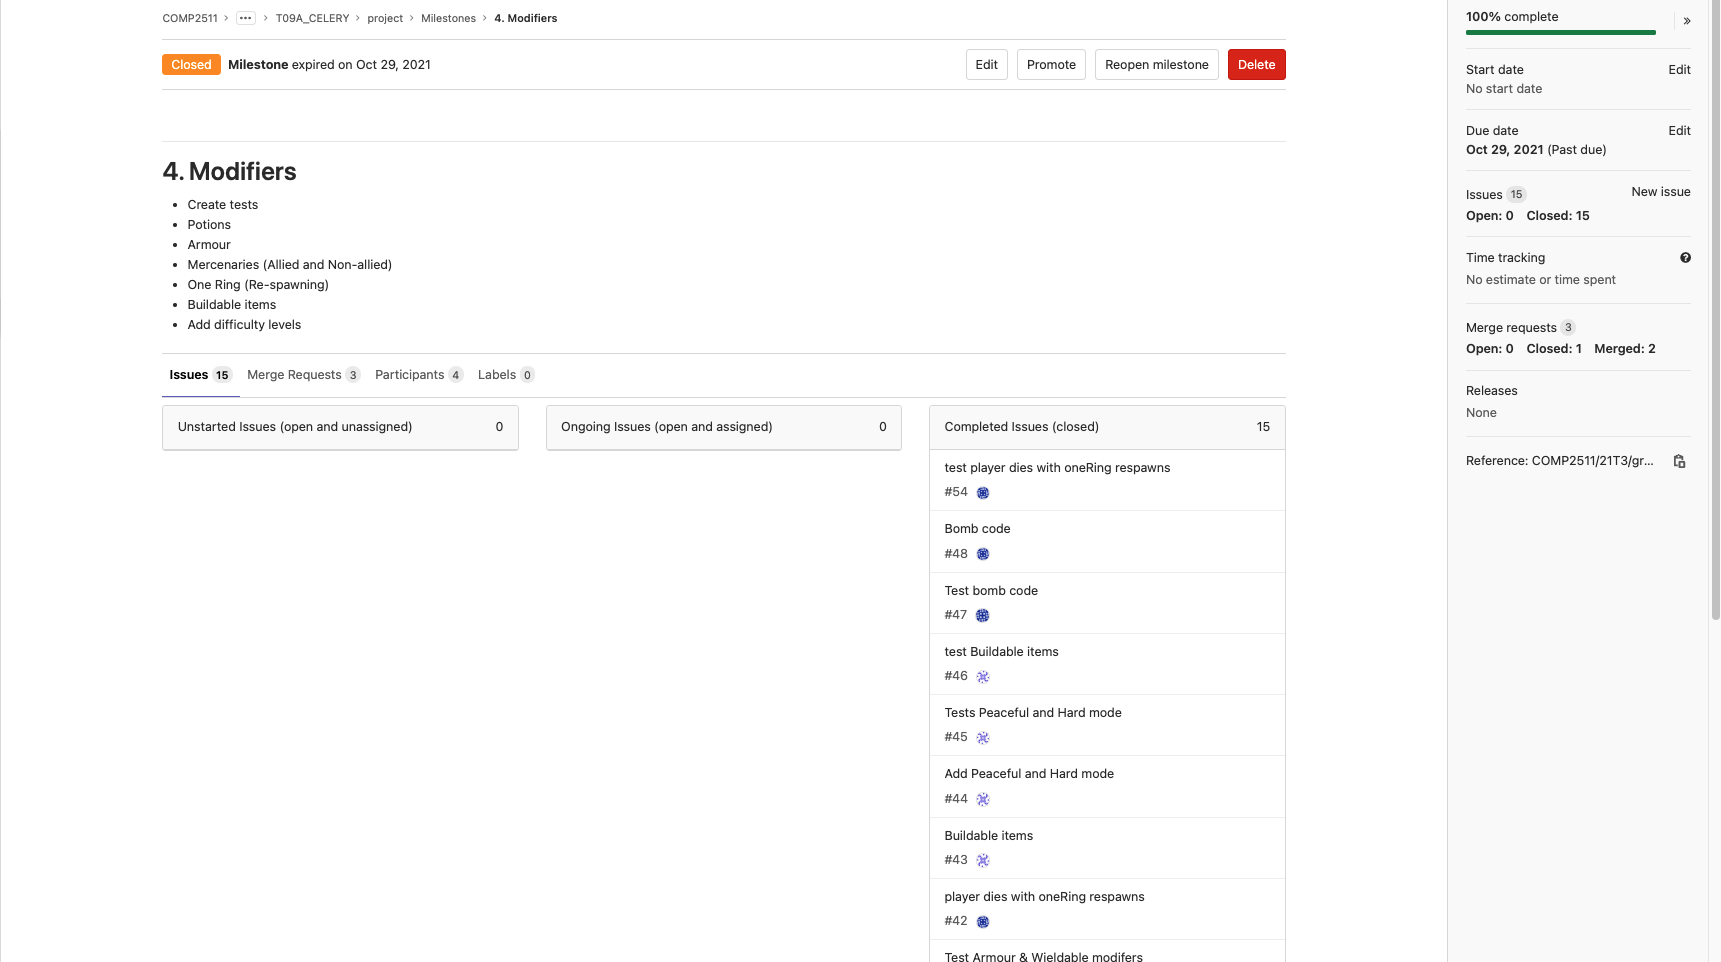 COMP2511 > ••• > T09A_CELERY > project > Milestones > 4. Modifiers
Closed Milestone expired on Oct 29, 2021 Edit Promote Reopen milestone Delete
4. Modifiers
• Create tests
• Potions
• Armour
• Mercenaries (Allied and Non-allied)
• One Ring (Re-spawning)
• Buildable items
• Add difficulty levels
Issues 15 Merge Requests 3 Participants 4 Labels 0
Unstarted Issues (open and unassigned) 0
Ongoing Issues (open and assigned) 0
Completed Issues (closed) 15
test player dies with oneRing respawns
#54
Bomb code
#48
Test bomb code
#47
test Buildable items
#46
Tests Peaceful and Hard mode
#45
Add Peaceful and Hard mode
#44
Buildable items
#43
player dies with oneRing respawns
#42
Test Armour & Wieldable modifers
100% complete »
Start date Edit
No start date
Due date Edit
Oct 29, 2021 (Past due)
Issues 15 New issue
Open: 0 Closed: 15
Time tracking ?
No estimate or time spent
Merge requests 3
Open: 0 Closed: 1 Merged: 2
Releases
None
Reference: COMP2511/21T3/gr...